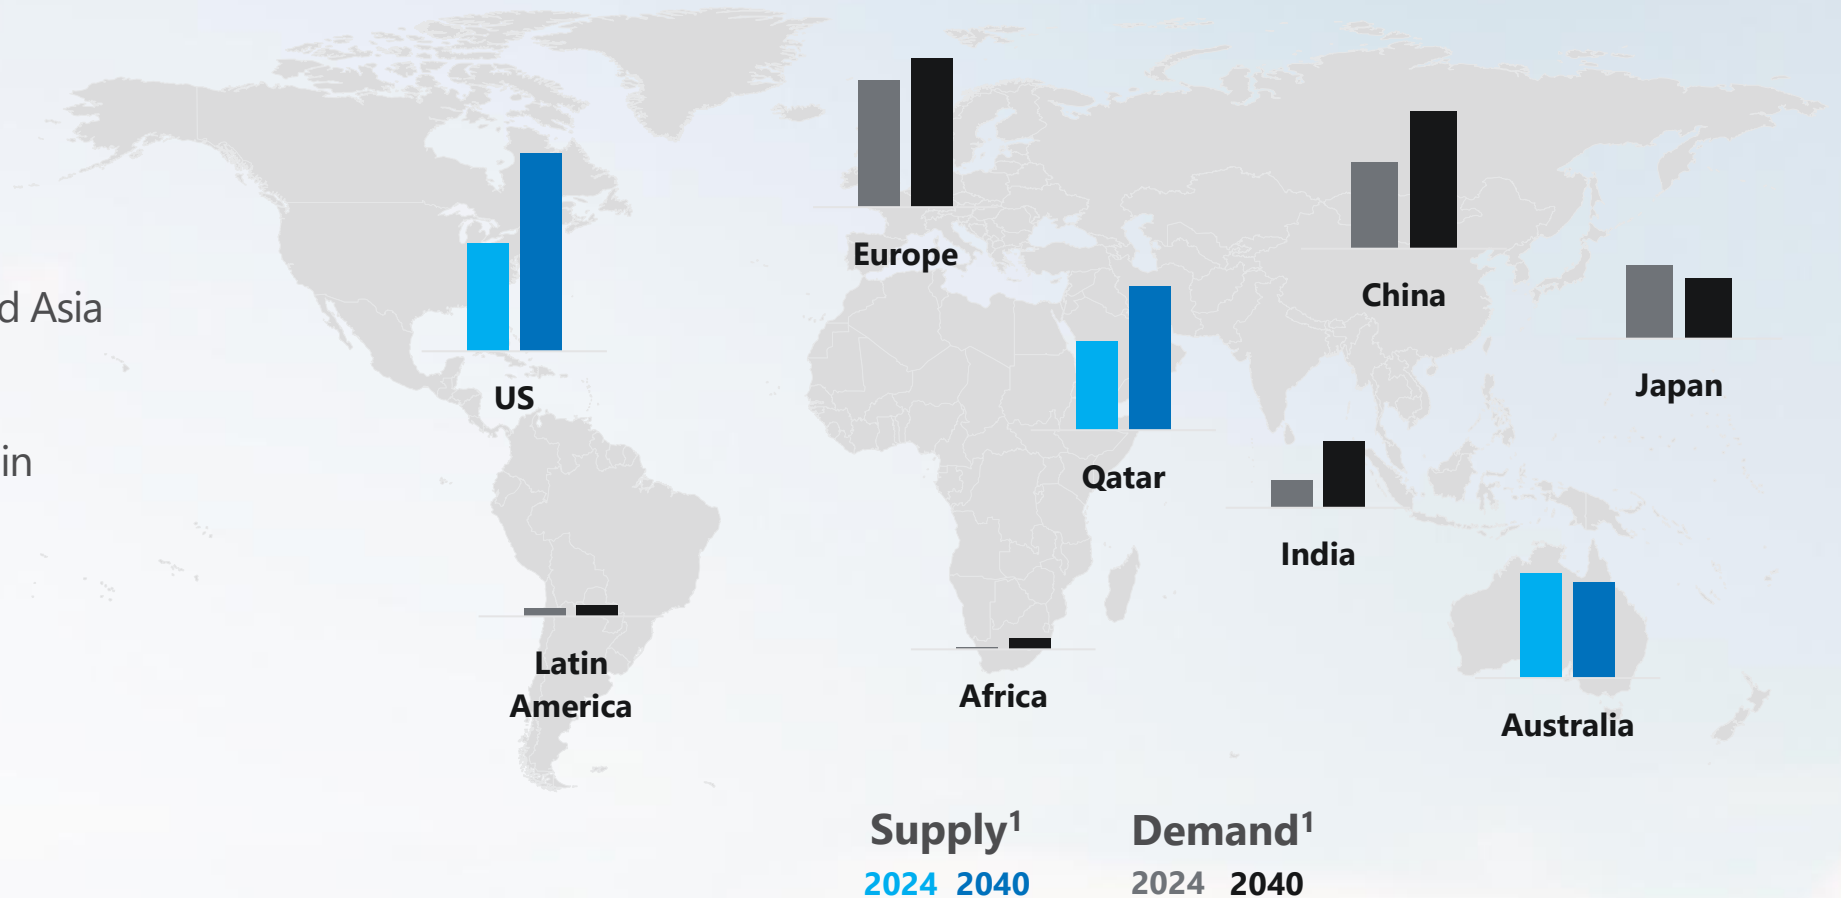 d Asia
in
Europe
China
US
Japan
Qatar
India
Latin
America
Africa
Australia
Supply¹ Demand¹
2024 2040 2024 2040